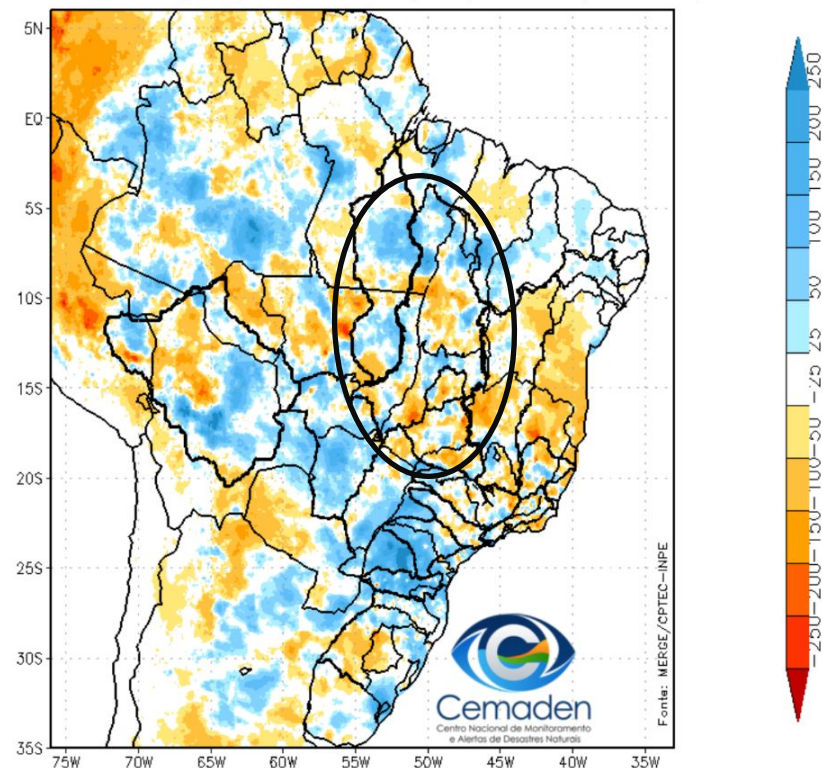 5N
EQ
5S
10S
15S
20S
25S
30S
35S
75W
70W
65W
60W
55W
50W
45W
40W
35W
250
200
150
100
50
25
-25
-50
-100
-150
-200
-250
Fonte: MERGE/CPTEC-INPE
Cemaden
Centro Nacional de Monitoramento
e Alertas de Desastres Naturais